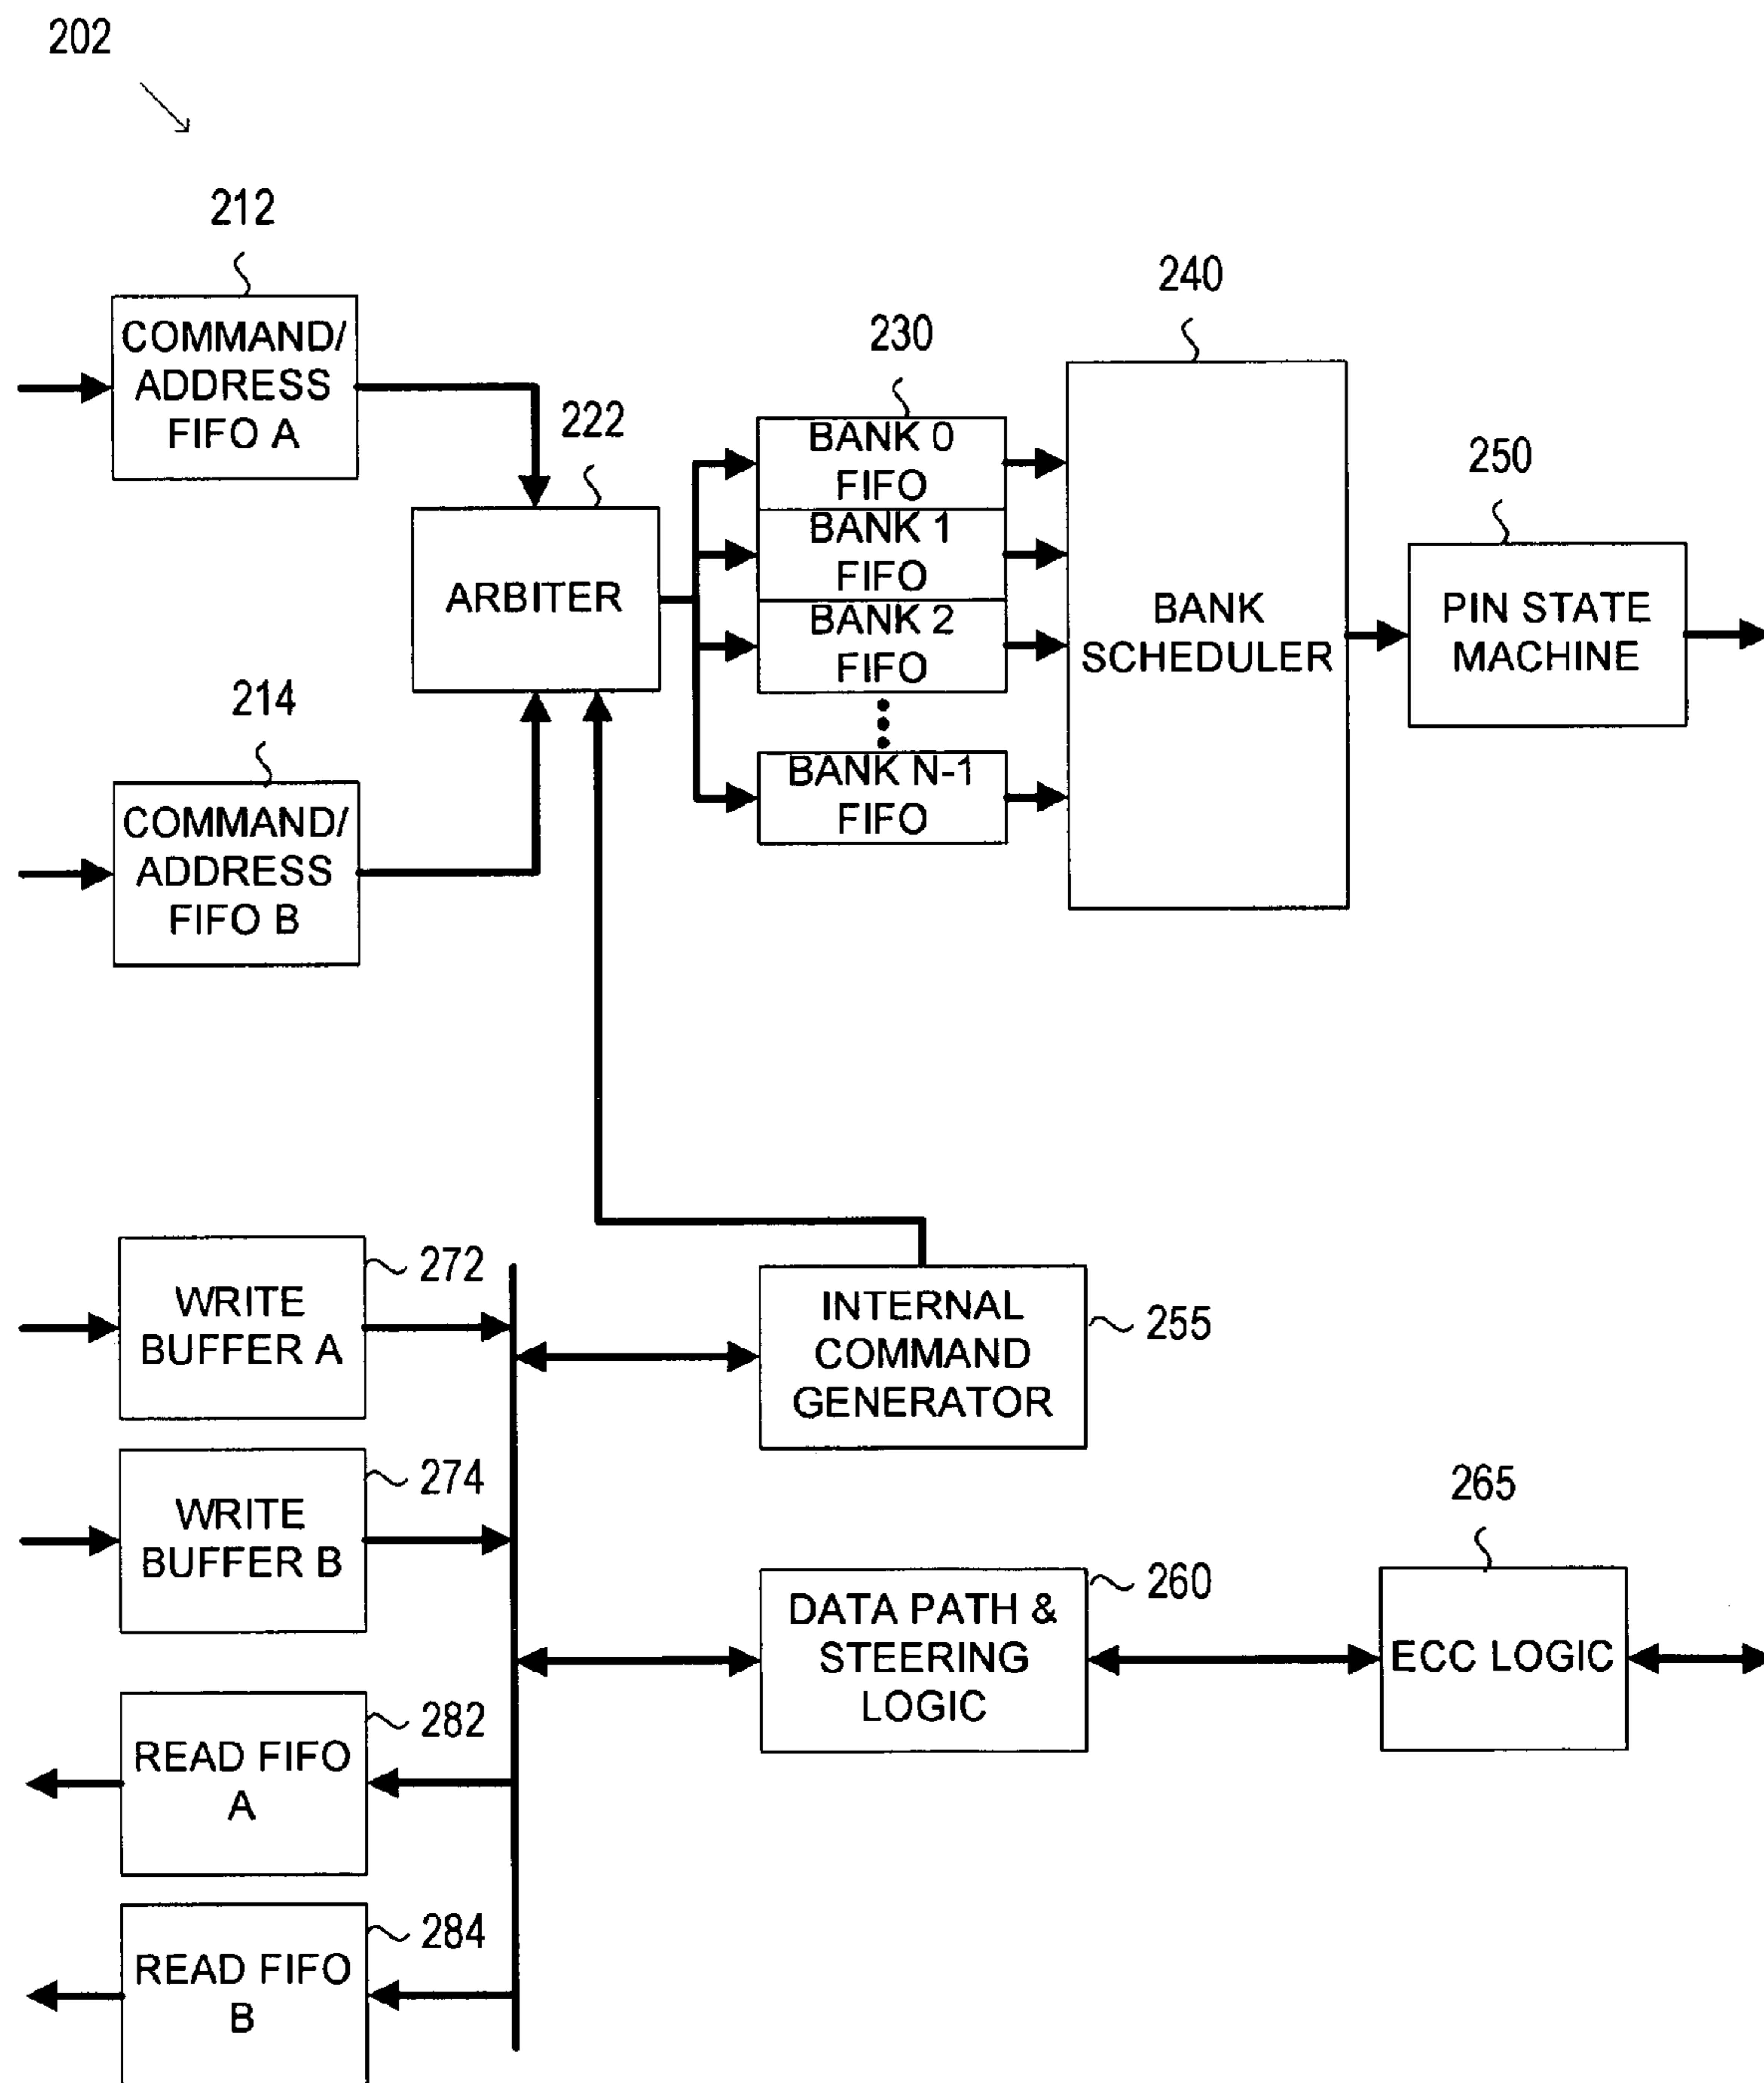 202
212
COMMAND/
ADDRESS
FIFO A
222
ARBITER
214
COMMAND/
ADDRESS
FIFO B
230
BANK 0
FIFO
BANK 1
FIFO
BANK 2
FIFO
BANK N-1
FIFO
240
BANK
SCHEDULER
250
PIN STATE
MACHINE
272
WRITE
BUFFER A
274
WRITE
BUFFER B
282
READ FIFO
A
284
READ FIFO
B
INTERNAL
COMMAND
GENERATOR
255
DATA PATH &
STEERING
LOGIC
260
265
ECC LOGIC